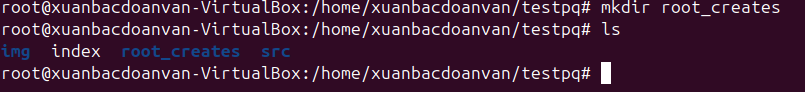 root@xuanbacdoanvan-VirtualBox:/home/xuanbacdoanvan/testpq# mkdir root_creates
root@xuanbacdoanvan-VirtualBox:/home/xuanbacdoanvan/testpq# ls
img index root_creates src
root@xuanbacdoanvan-VirtualBox:/home/xuanbacdoanvan/testpq#